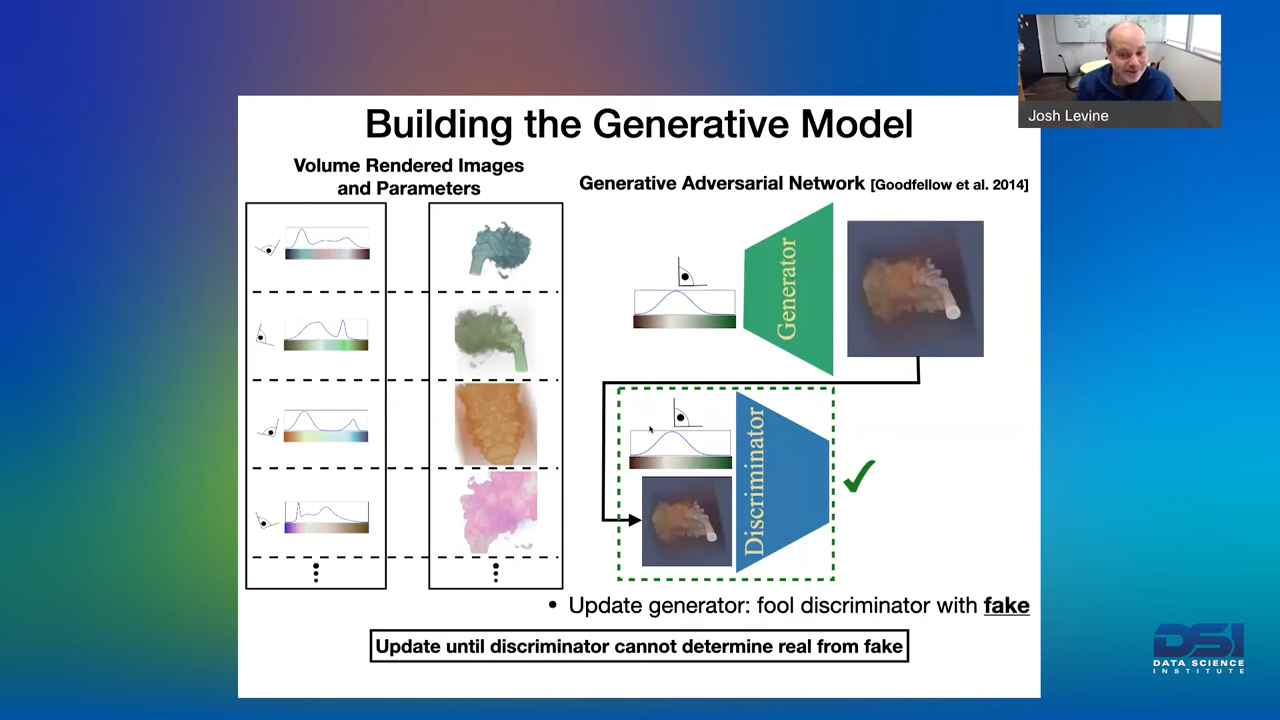 Josh Levine
Building the Generative Model
Volume Rendered Images
and Parameters
Generative Adversarial Network [Goodfellow et al. 2014]
Generator
Discriminator
• Update generator: fool discriminator with fake
Update until discriminator cannot determine real from fake
DSI
DATA SCIENCE
INSTITUTE